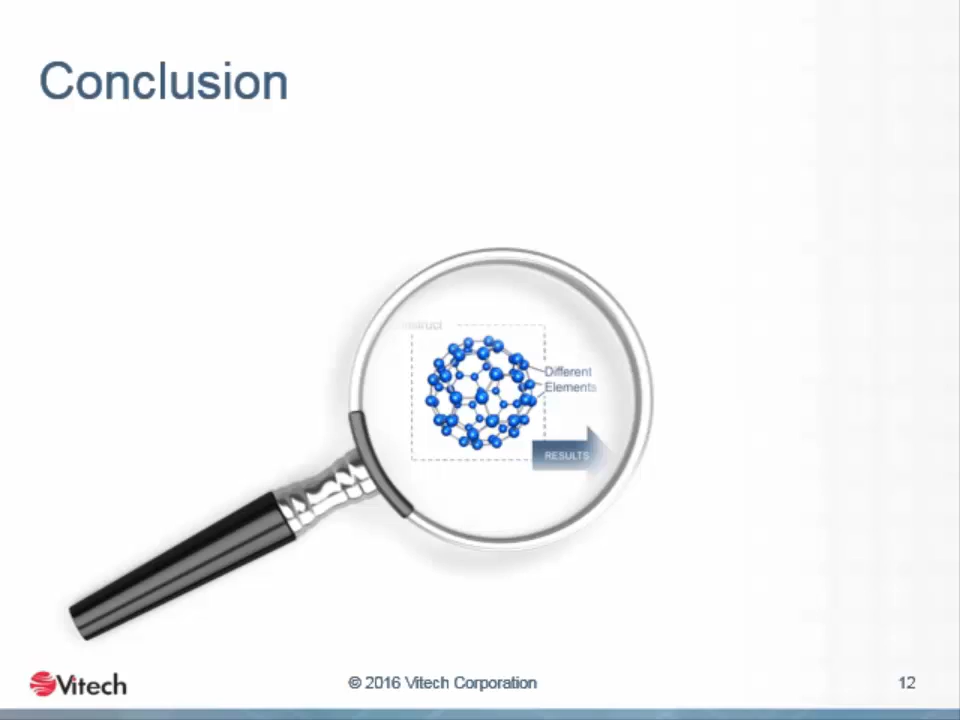 Conclusion
Different
Elements
RESULTS
Vitech
© 2016 Vitech Corporation
12